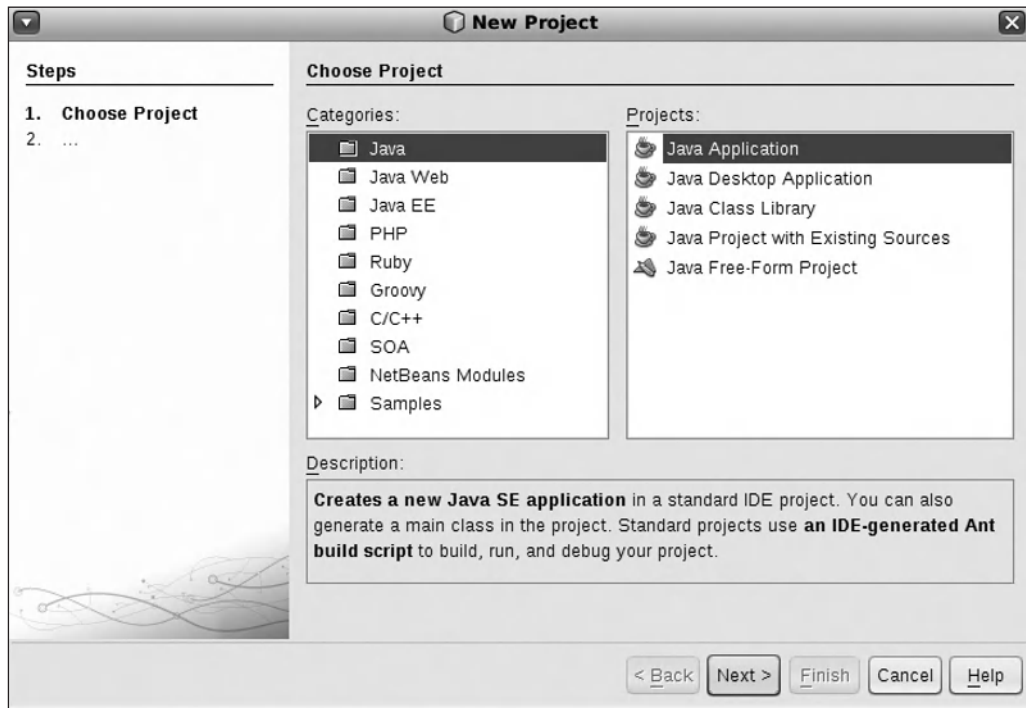 New Project
Steps
1. Choose Project
2. ...
Choose Project
Categories:
Java
Java Web
Java EE
PHP
Ruby
Groovy
C/C++
SOA
NetBeans Modules
Samples
Projects:
Java Application
Java Desktop Application
Java Class Library
Java Project with Existing Sources
Java Free-Form Project
Description:
Creates a new Java SE application in a standard IDE project. You can also
generate a main class in the project. Standard projects use an IDE-generated Ant
build script to build, run, and debug your project.
< Back
Next >
Finish
Cancel
Help